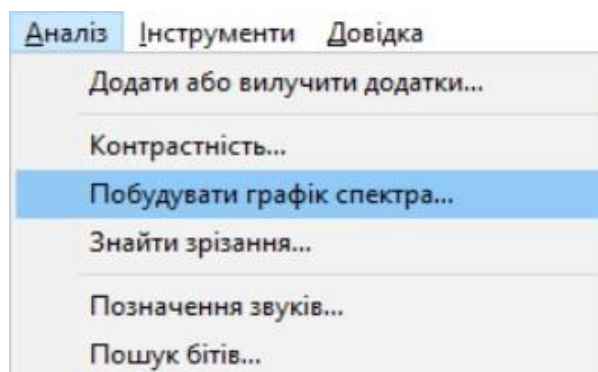 Аналіз Інструменти Довідка
Додати або вилучити додатки...
Контрастність...
Побудувати графік спектра...
Знайти зрізання...
Позначення звуків...
Пошук бітів...